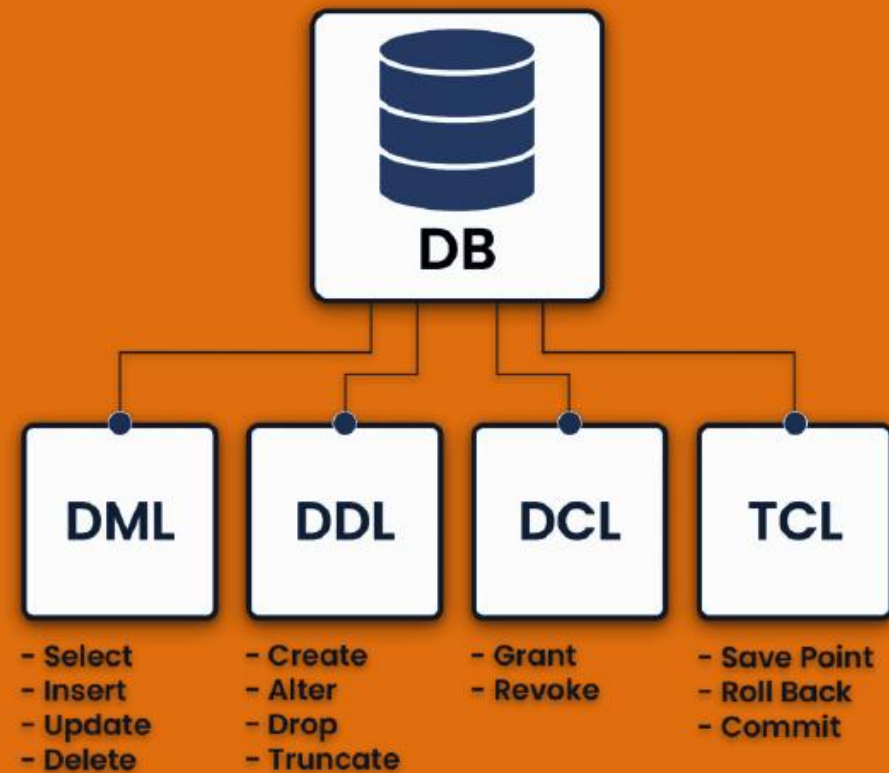 DB
DML
DDL
DCL
TCL
- Select
- Insert
- Update
- Delete
- Create
- Alter
- Drop
- Truncate
- Grant
- Revoke
- Save Point
- Roll Back
- Commit